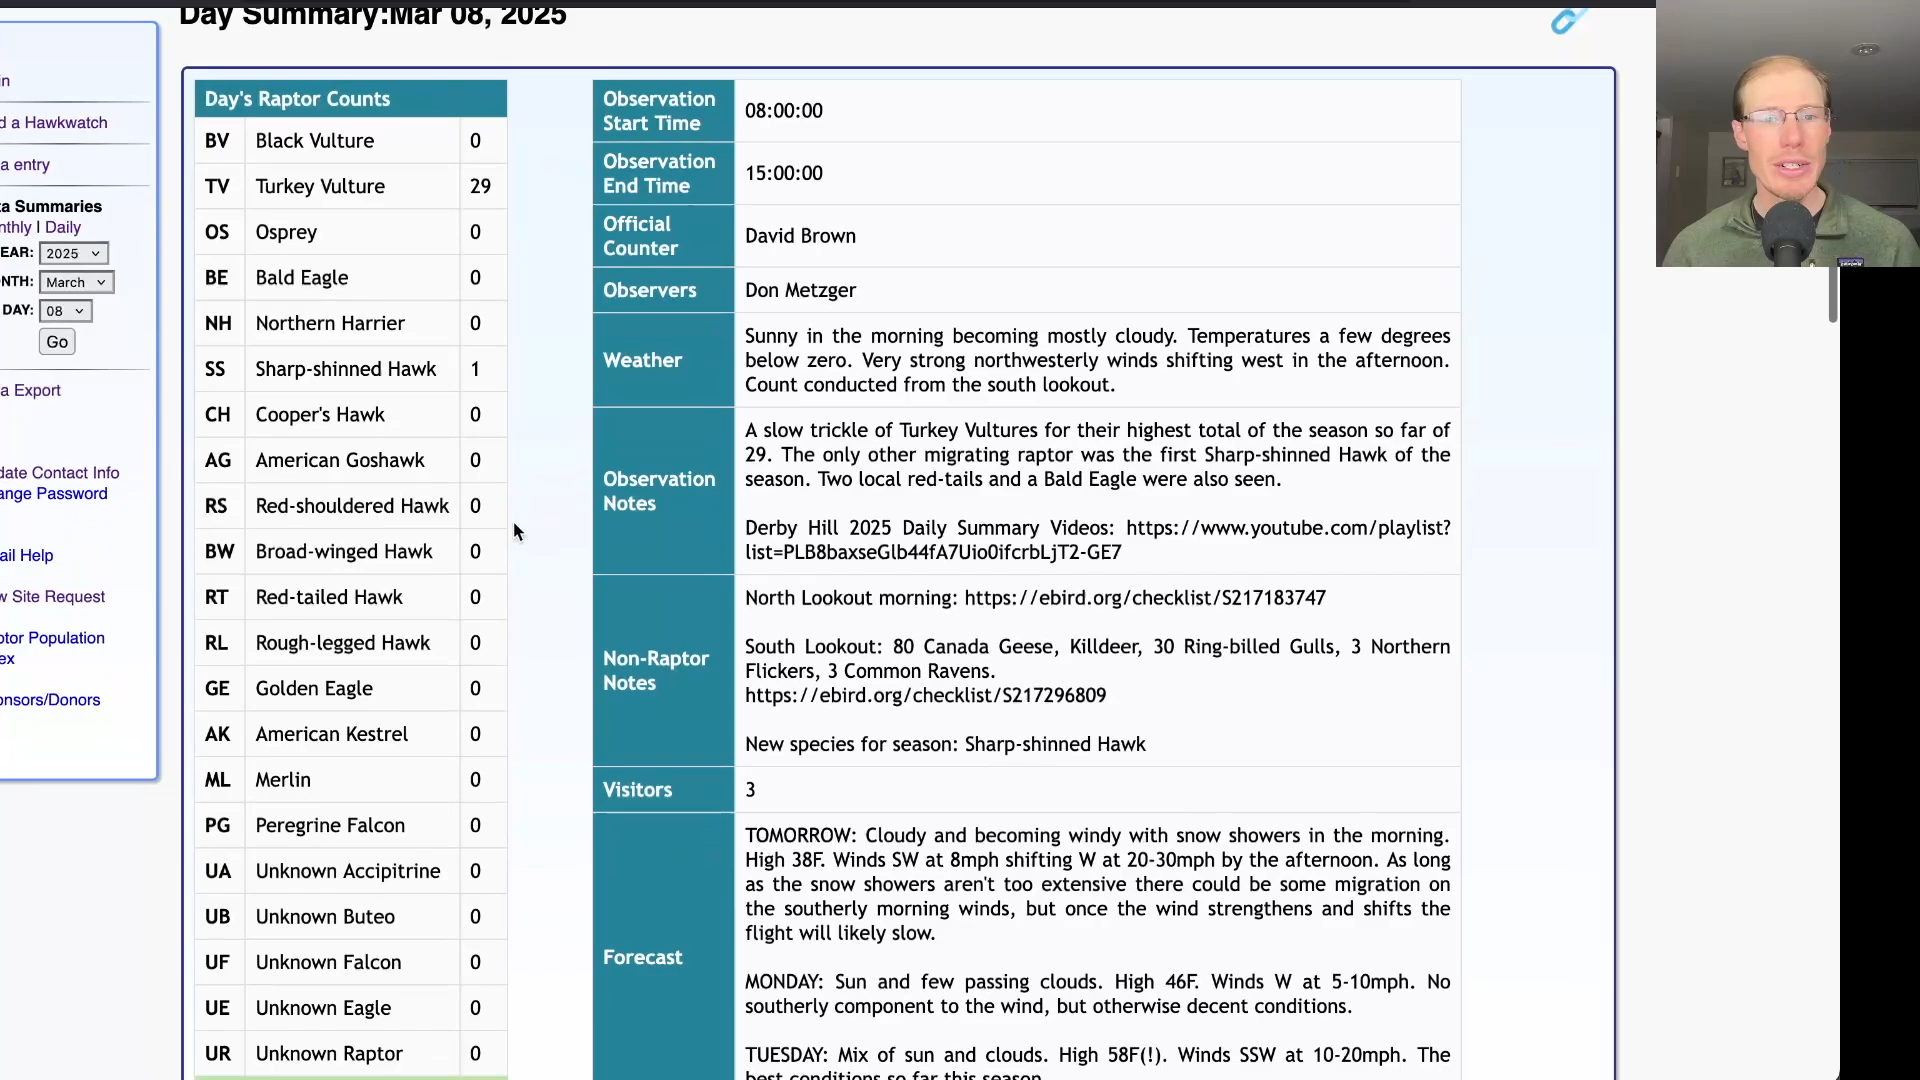 Day Summary:Mar 08, 2025
in
d a Hawkwatch
a entry
ta Summaries
nthly | Daily
EAR: 2025
NTH: March
DAY: 08
Go
a Export
date Contact Info
ange Password
ail Help
w Site Request
ptor Population
ex
onsors/Donors
Day's Raptor Counts
BV Black Vulture 0
TV Turkey Vulture 29
OS Osprey 0
BE Bald Eagle 0
NH Northern Harrier 0
SS Sharp-shinned Hawk 1
CH Cooper's Hawk 0
AG American Goshawk 0
RS Red-shouldered Hawk 0
BW Broad-winged Hawk 0
RT Red-tailed Hawk 0
RL Rough-legged Hawk 0
GE Golden Eagle 0
AK American Kestrel 0
ML Merlin 0
PG Peregrine Falcon 0
UA Unknown Accipitrine 0
UB Unknown Buteo 0
UF Unknown Falcon 0
UE Unknown Eagle 0
UR Unknown Raptor 0
Observation
Start Time
08:00:00
Observation
End Time
15:00:00
Official
Counter
David Brown
Observers
Don Metzger
Weather
Sunny in the morning becoming mostly cloudy. Temperatures a few degrees
below zero. Very strong northwesterly winds shifting west in the afternoon.
Count conducted from the south lookout.
Observation
Notes
A slow trickle of Turkey Vultures for their highest total of the season so far of
29. The only other migrating raptor was the first Sharp-shinned Hawk of the
season. Two local red-tails and a Bald Eagle were also seen.
Derby Hill 2025 Daily Summary Videos: https://www.youtube.com/playlist?
list=PLB8baxseGlb44fA7Uio0ifcrbLjT2-GE7
Non-Raptor
Notes
North Lookout morning: https://ebird.org/checklist/S217183747
South Lookout: 80 Canada Geese, Killdeer, 30 Ring-billed Gulls, 3 Northern
Flickers, 3 Common Ravens.
https://ebird.org/checklist/S217296809
New species for season: Sharp-shinned Hawk
Visitors
3
Forecast
TOMORROW: Cloudy and becoming windy with snow showers in the morning.
High 38F. Winds SW at 8mph shifting W at 20-30mph by the afternoon. As long
as the snow showers aren't too extensive there could be some migration on
the southerly morning winds, but once the wind strengthens and shifts the
flight will likely slow.
MONDAY: Sun and few passing clouds. High 46F. Winds W at 5-10mph. No
southerly component to the wind, but otherwise decent conditions.
TUESDAY: Mix of sun and clouds. High 58F(!). Winds SSW at 10-20mph. The
best conditions so far this season.